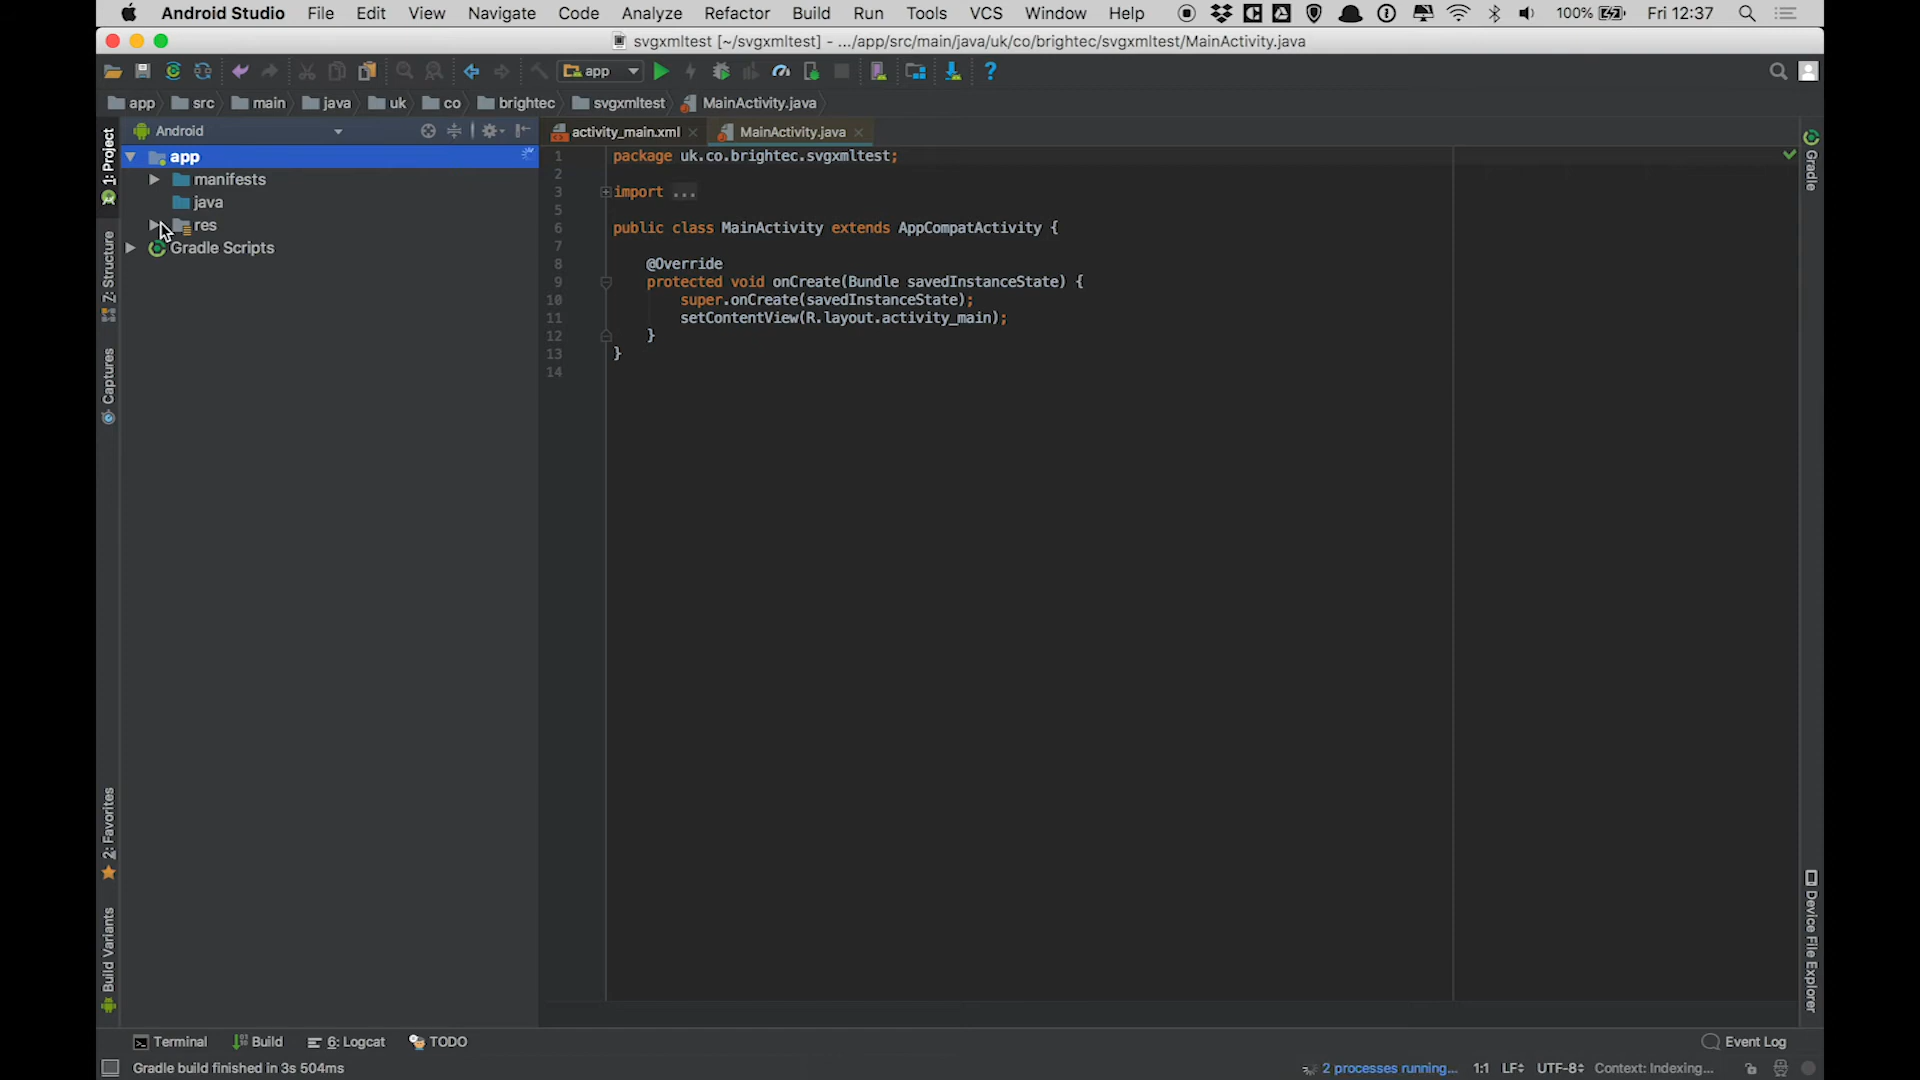 Android Studio File Edit View Navigate Code Analyze Refactor Build Run Tools VCS Window Help 100% Fri 12:37
svgxmltest [~/svgxmltest] - .../app/src/main/java/uk/co/brightec/svgxmltest/MainActivity.java
app
app src main java uk co brightec svgxmltest MainActivity.java
Android
activity_main.xml MainActivity.java
1: Project
Z: Structure
Captures
2: Favorites
Build Variants
app
manifests
java
res
Gradle Scripts
1 package uk.co.brightec.svgxmltest;
2
3 import ...
5
6 public class MainActivity extends AppCompatActivity {
7
8 @Override
9 protected void onCreate(Bundle savedInstanceState) {
10 super.onCreate(savedInstanceState);
11 setContentView(R.layout.activity_main);
12 }
13 }
14
Gradle
Device File Explorer
Terminal Build 6: Logcat TODO Event Log
Gradle build finished in 3s 504ms 2 processes running... 1:1 LF UTF-8 Context: Indexing...